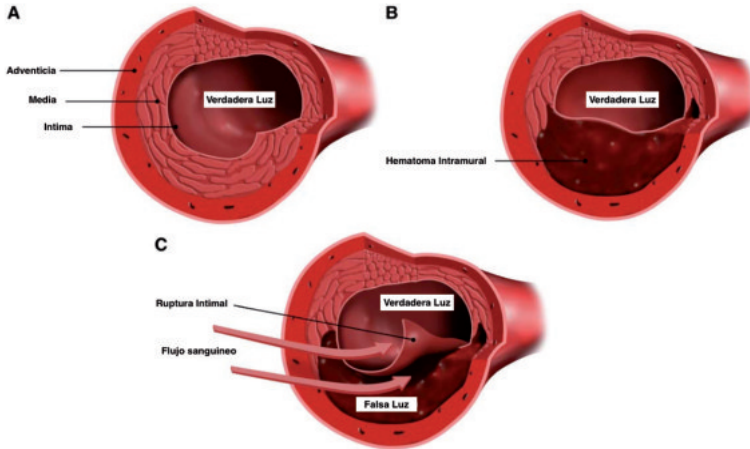 A
Adventicia
Media
Intima
Verdadera Luz
B
Verdadera Luz
Hematoma Intramural
C
Ruptura Intimal
Verdadera Luz
Flujo sanguineo
Falsa Luz